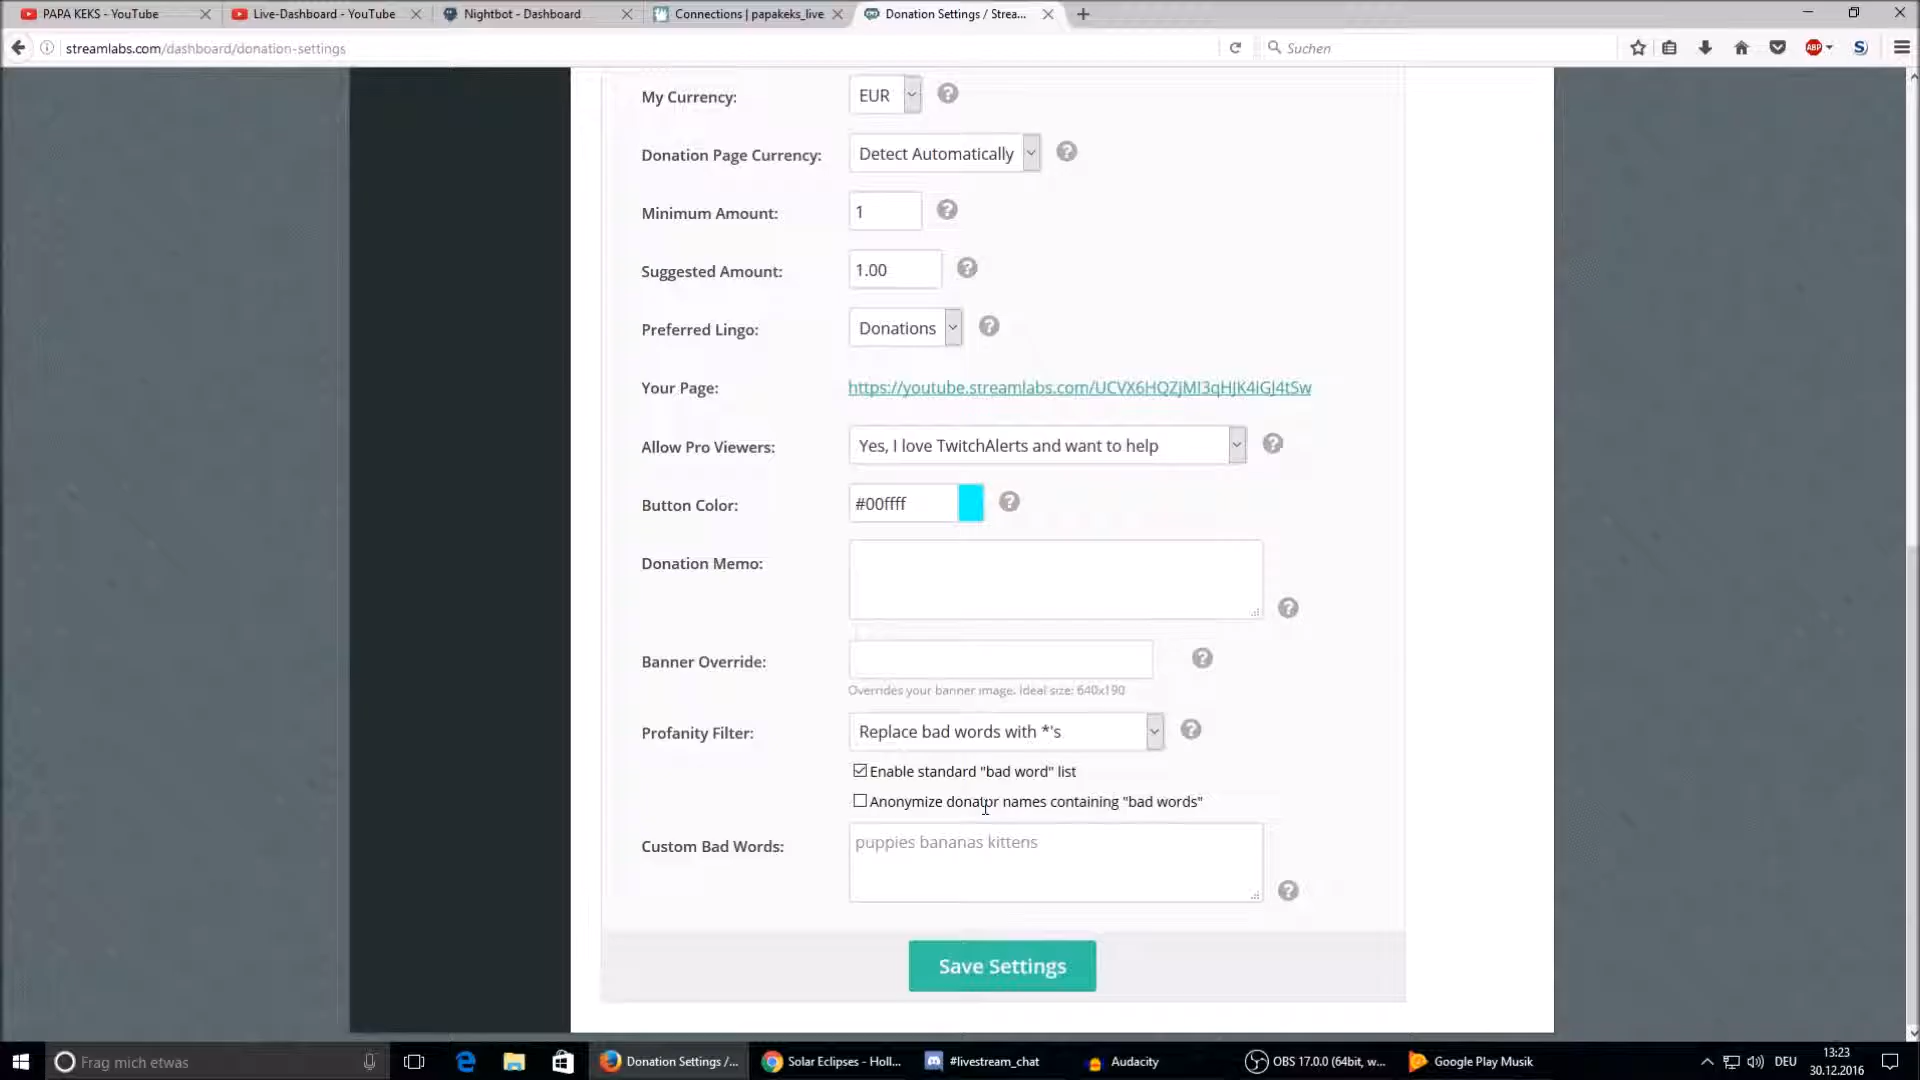 PAPA KEKS - YouTube
Live-Dashboard - YouTube
Nightbot - Dashboard
Connections | papakeks_live
Donation Settings / Strea...
streamlabs.com/dashboard/donation-settings
Suchen
ABP
My Currency: EUR
Donation Page Currency: Detect Automatically
Minimum Amount: 1
Suggested Amount: 1.00
Preferred Lingo: Donations
Your Page: https://youtube.streamlabs.com/UCVX6HQZjMI3qHJK4IGJ4tSw
Allow Pro Viewers: Yes, I love TwitchAlerts and want to help
Button Color: #00ffff
Donation Memo:
Banner Override:
Overrides your banner image. Ideal size: 640x190
Profanity Filter: Replace bad words with *'s
Enable standard "bad word" list
Anonymize donator names containing "bad words"
Custom Bad Words: puppies bananas kittens
Save Settings
Frag mich etwas
Donation Settings /...
Solar Eclipses - Holl...
#livestream_chat
Audacity
OBS 17.0.0 (64bit, w...
Google Play Musik
DEU
13:23
30.12.2016